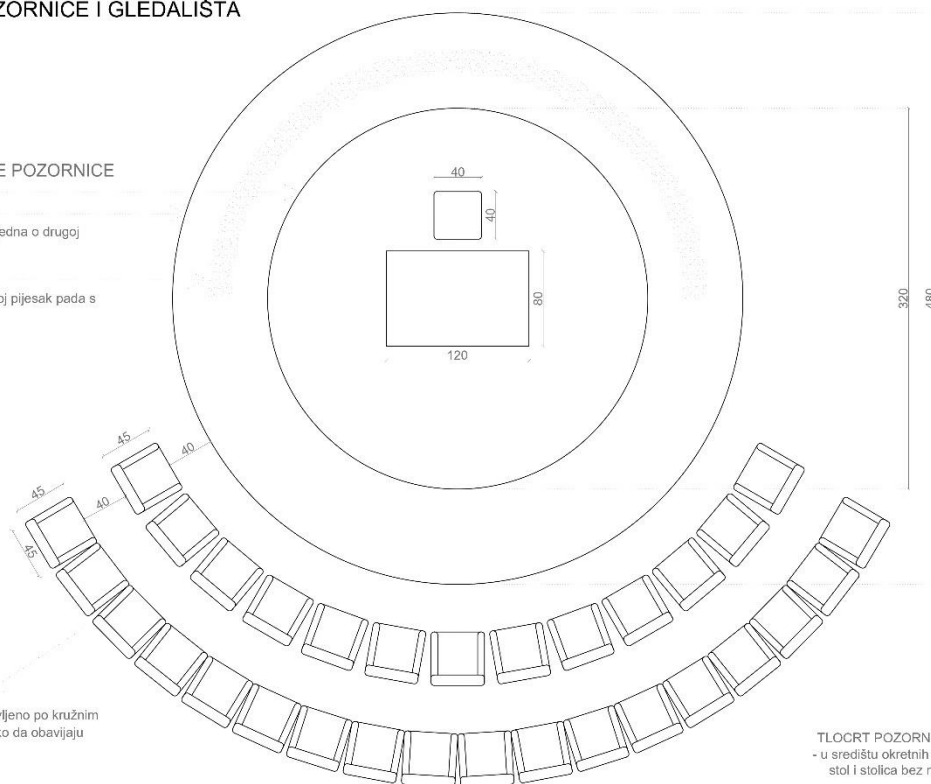 ZORNICE I GLEDALIŠTA
E POZORNICE
edna o drugoj
oj pijesak pada s
40
40
80
120
320
480
45
40
45
40
45
vljeno po kružnim
ko da obavijaju
TLOCRT POZORN
- u središtu okretnih
stol i stolica bez r